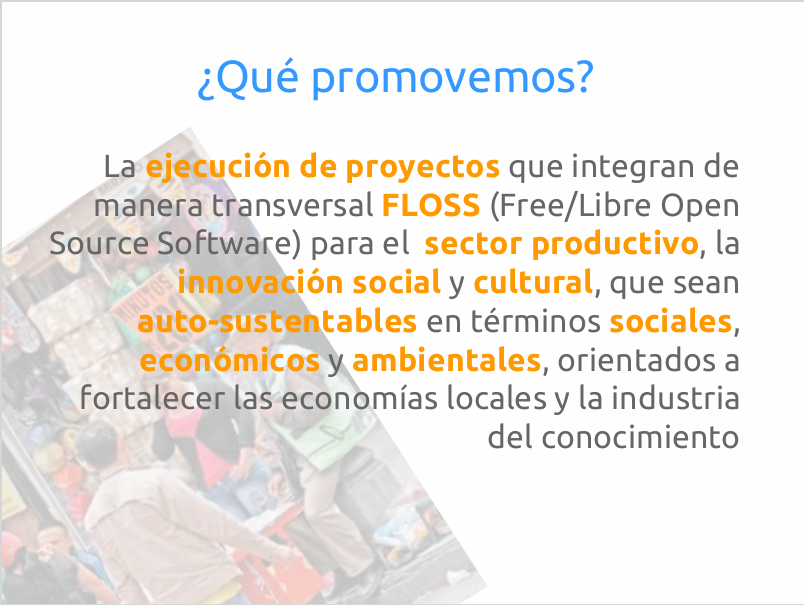 ¿Qué promovemos?
La ejecución de proyectos que integran de
manera transversal FLOSS (Free/Libre Open
Source Software) para el sector productivo, la
innovación social y cultural, que sean
auto-sustentables en términos sociales,
económicos y ambientales, orientados a
fortalecer las economías locales y la industria
del conocimiento
MINUTOS